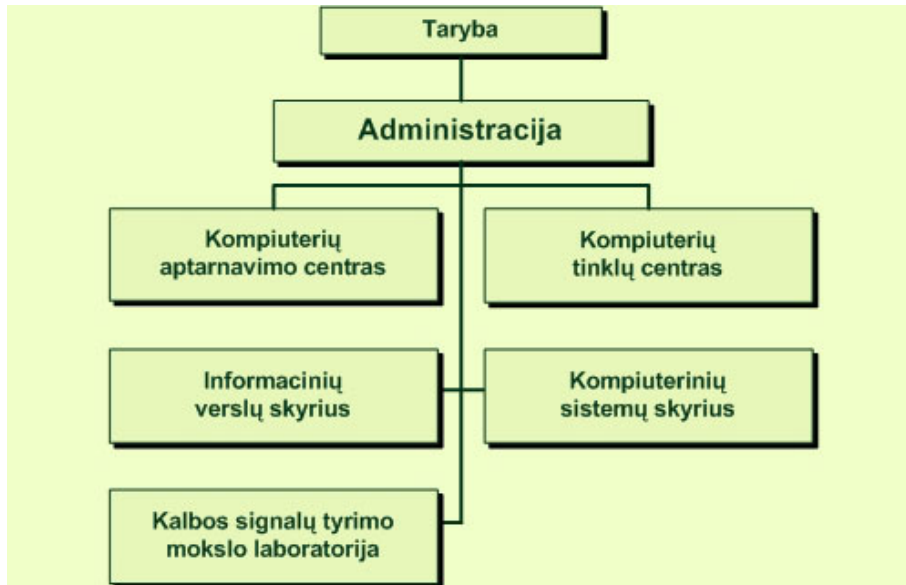 Taryba
Administracija
Kompiuterių
aptarnavimo centras
Kompiuterių
tinklų centras
Informacinių
verslų skyrius
Kompiuterinių
sistemų skyrius
Kalbos signalų tyrimo
mokslo laboratorija